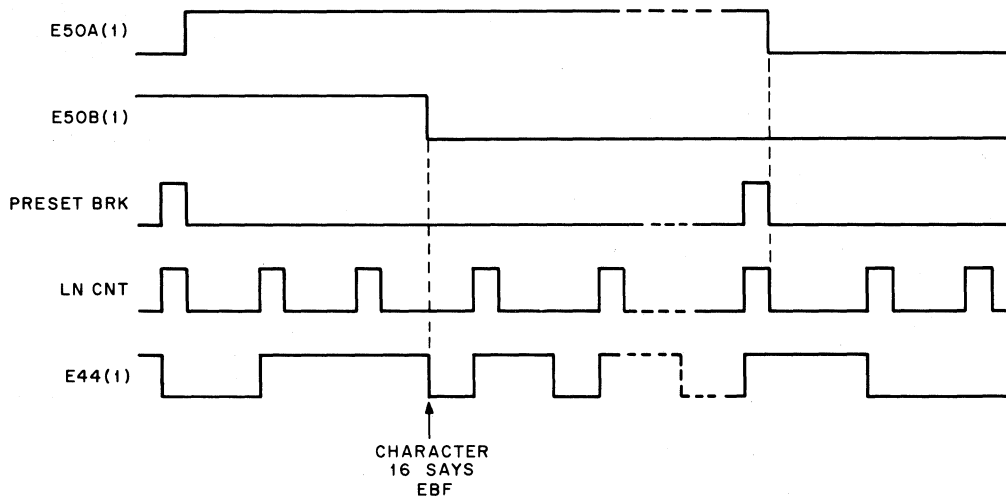 E50A(1)
E50B(1)
PRESET BRK
LN CNT
E44(1)
CHARACTER
16 SAYS
EBF